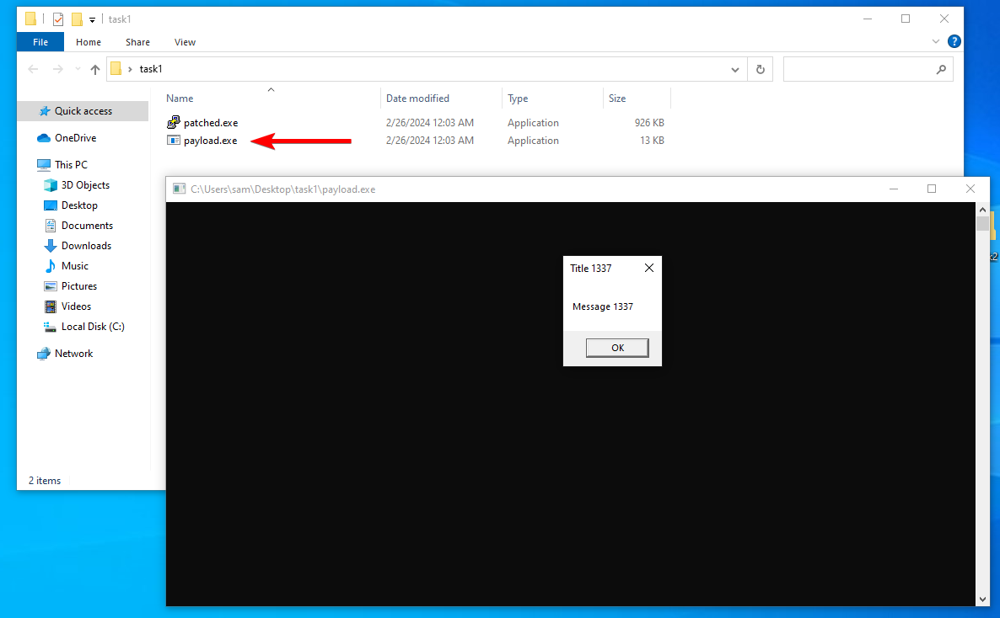 task1
File Home Share View
task1
Name Date modified Type Size
Quick access
patched.exe 2/26/2024 12:03 AM Application 926 KB
OneDrive
payload.exe 2/26/2024 12:03 AM Application 13 KB
This PC
3D Objects
Desktop
Documents
Downloads
Music
Pictures
Videos
Local Disk (C:)
Network
2 items
C:\Users\sam\Desktop\task1\payload.exe
Title 1337
Message 1337
OK